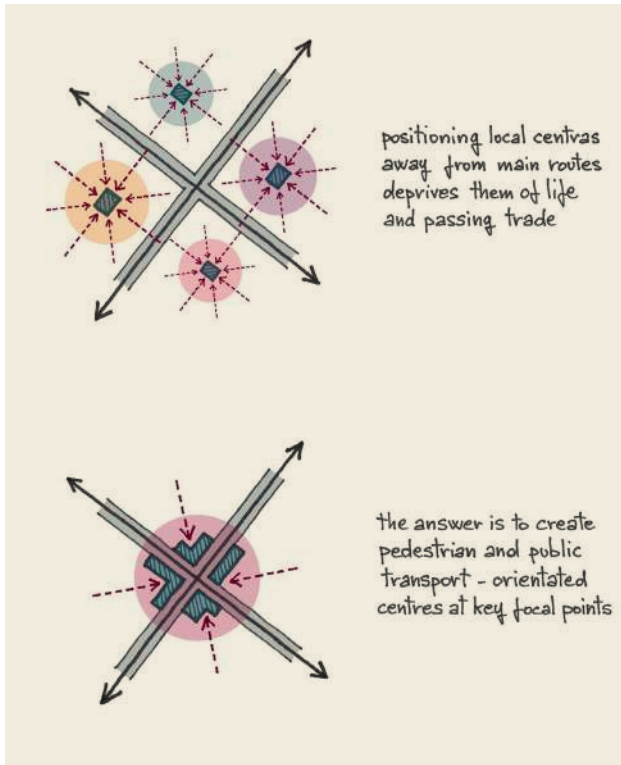 positioning local centras
away from main routes
deprives them of life
and passing trade
the answer is to create
pedestrian and public
transport - orientated
centres at key focal points